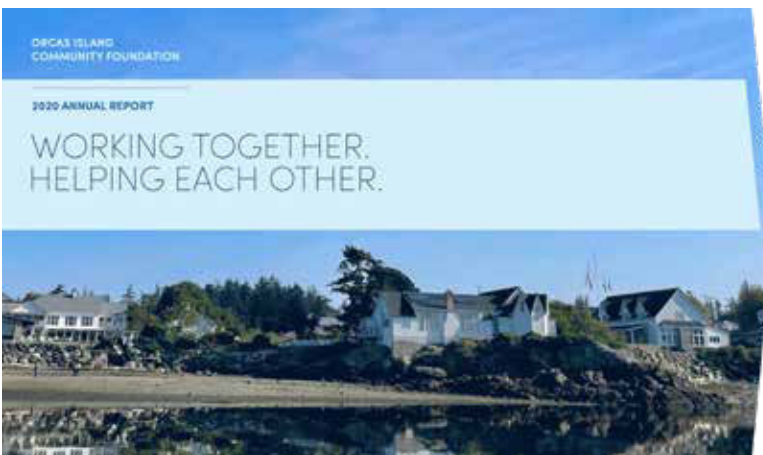 ORCAS ISLAND
COMMUNITY FOUNDATION
2020 ANNUAL REPORT
WORKING TOGETHER.
HELPING EACH OTHER.